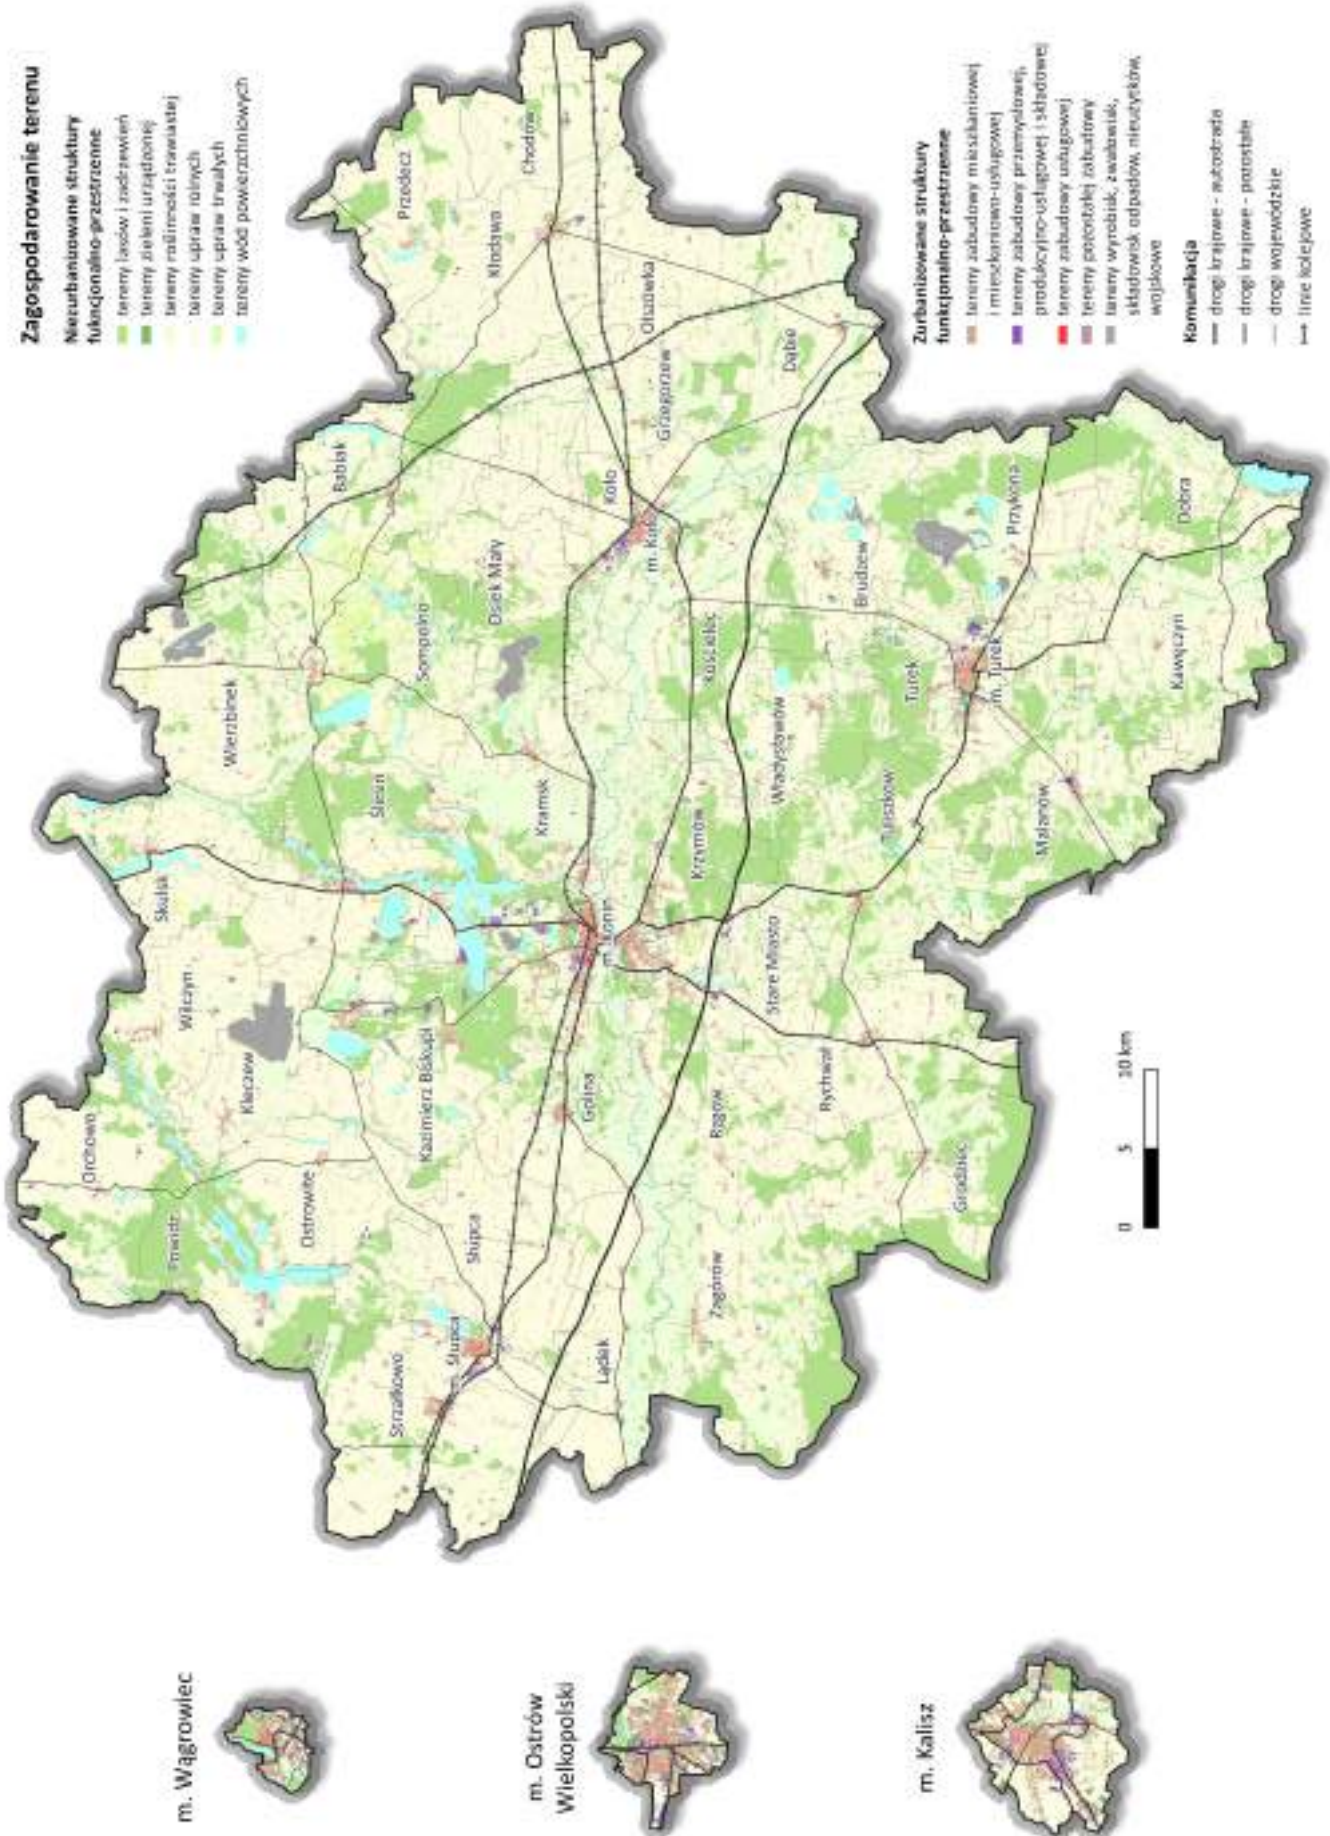 Zagospodarowanie terenu
Niezurbanizowane struktury
fukncjonalno-przestrzenne
tereny lasów i zadrzewień
tereny zieleni urządzonej
tereny roślinności trawiastej
tereny upraw rolnych
tereny upraw trwałych
tereny wód powierzchniowych
Zurbanizowane struktury
funkcjonalno-przestrzenne
tereny zabudowy mieszkaniowej
i mieszkaniowo-usługowej
tereny zabudowy przemysłowej,
produkcyjno-usługowej i składowej
tereny zabudowy usługowej
tereny pozostałej zabudowy
tereny wyrobisk, zwałowisk,
składowisk odpadów, nieużytków,
wojskowe
Komunikacja
drogi krajowe - autostrada
drogi krajowe - pozostałe
drogi wojewódzkie
linie kolejowe
m. Wągrowiec
m. Ostrów
Wielkopolski
m. Kalisz
Orchowo
Powidz
Ostrowite
Słupca
m. Słupca
Strzałkowo
Lądek
Zagórów
Kleczew
Wilczyn
Skulsk
Kazimierz Biskupi
Golina
Rzgów
Rychwał
Grodziec
Wierzbinek
Ślesin
Sompolno
Kramsk
m. Konin
Krzymów
Stare Miasto
Babiak
Osiek Mały
Koło
m. Koło
Kościelec
Władysławów
Tuliszków
Malanów
Turek
m. Turek
Brudzew
Przykona
Dobra
Kawęczyn
Przedecz
Kłodawa
Chodów
Olszówka
Grzegorzew
Dąbie
0 5 10 km